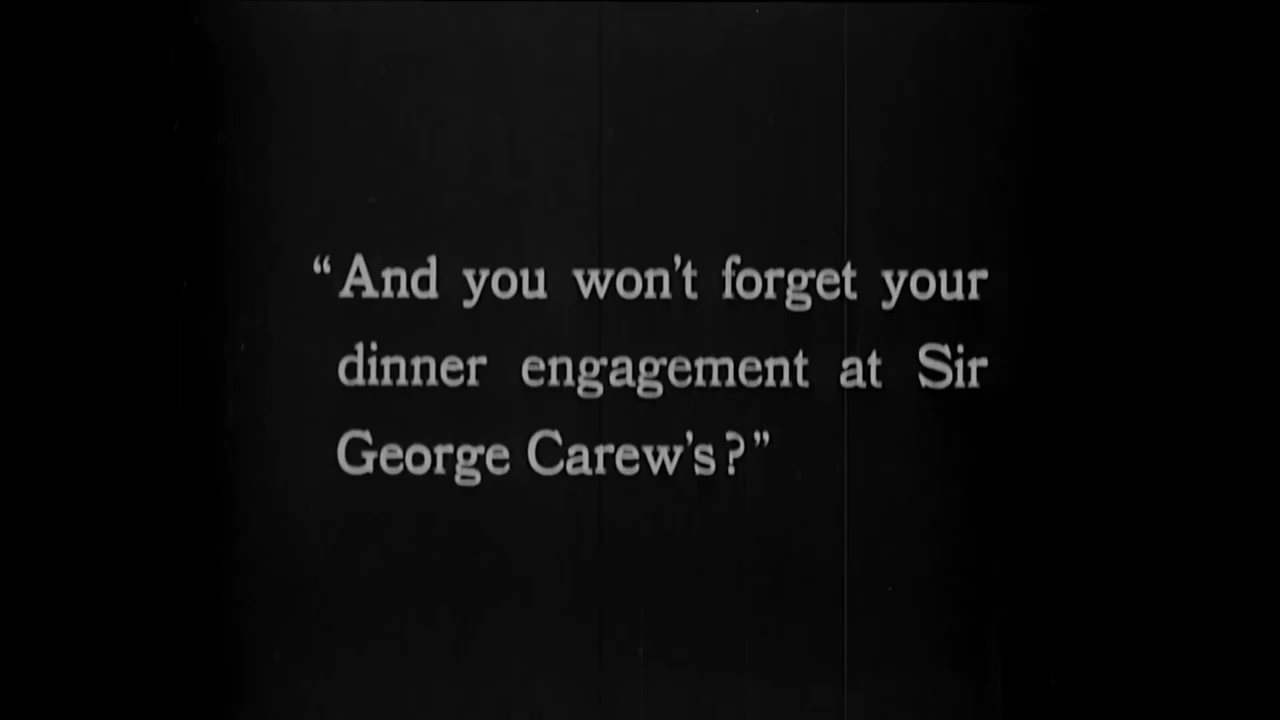 “And you won't forget your
dinner engagement at Sir
George Carew's?”